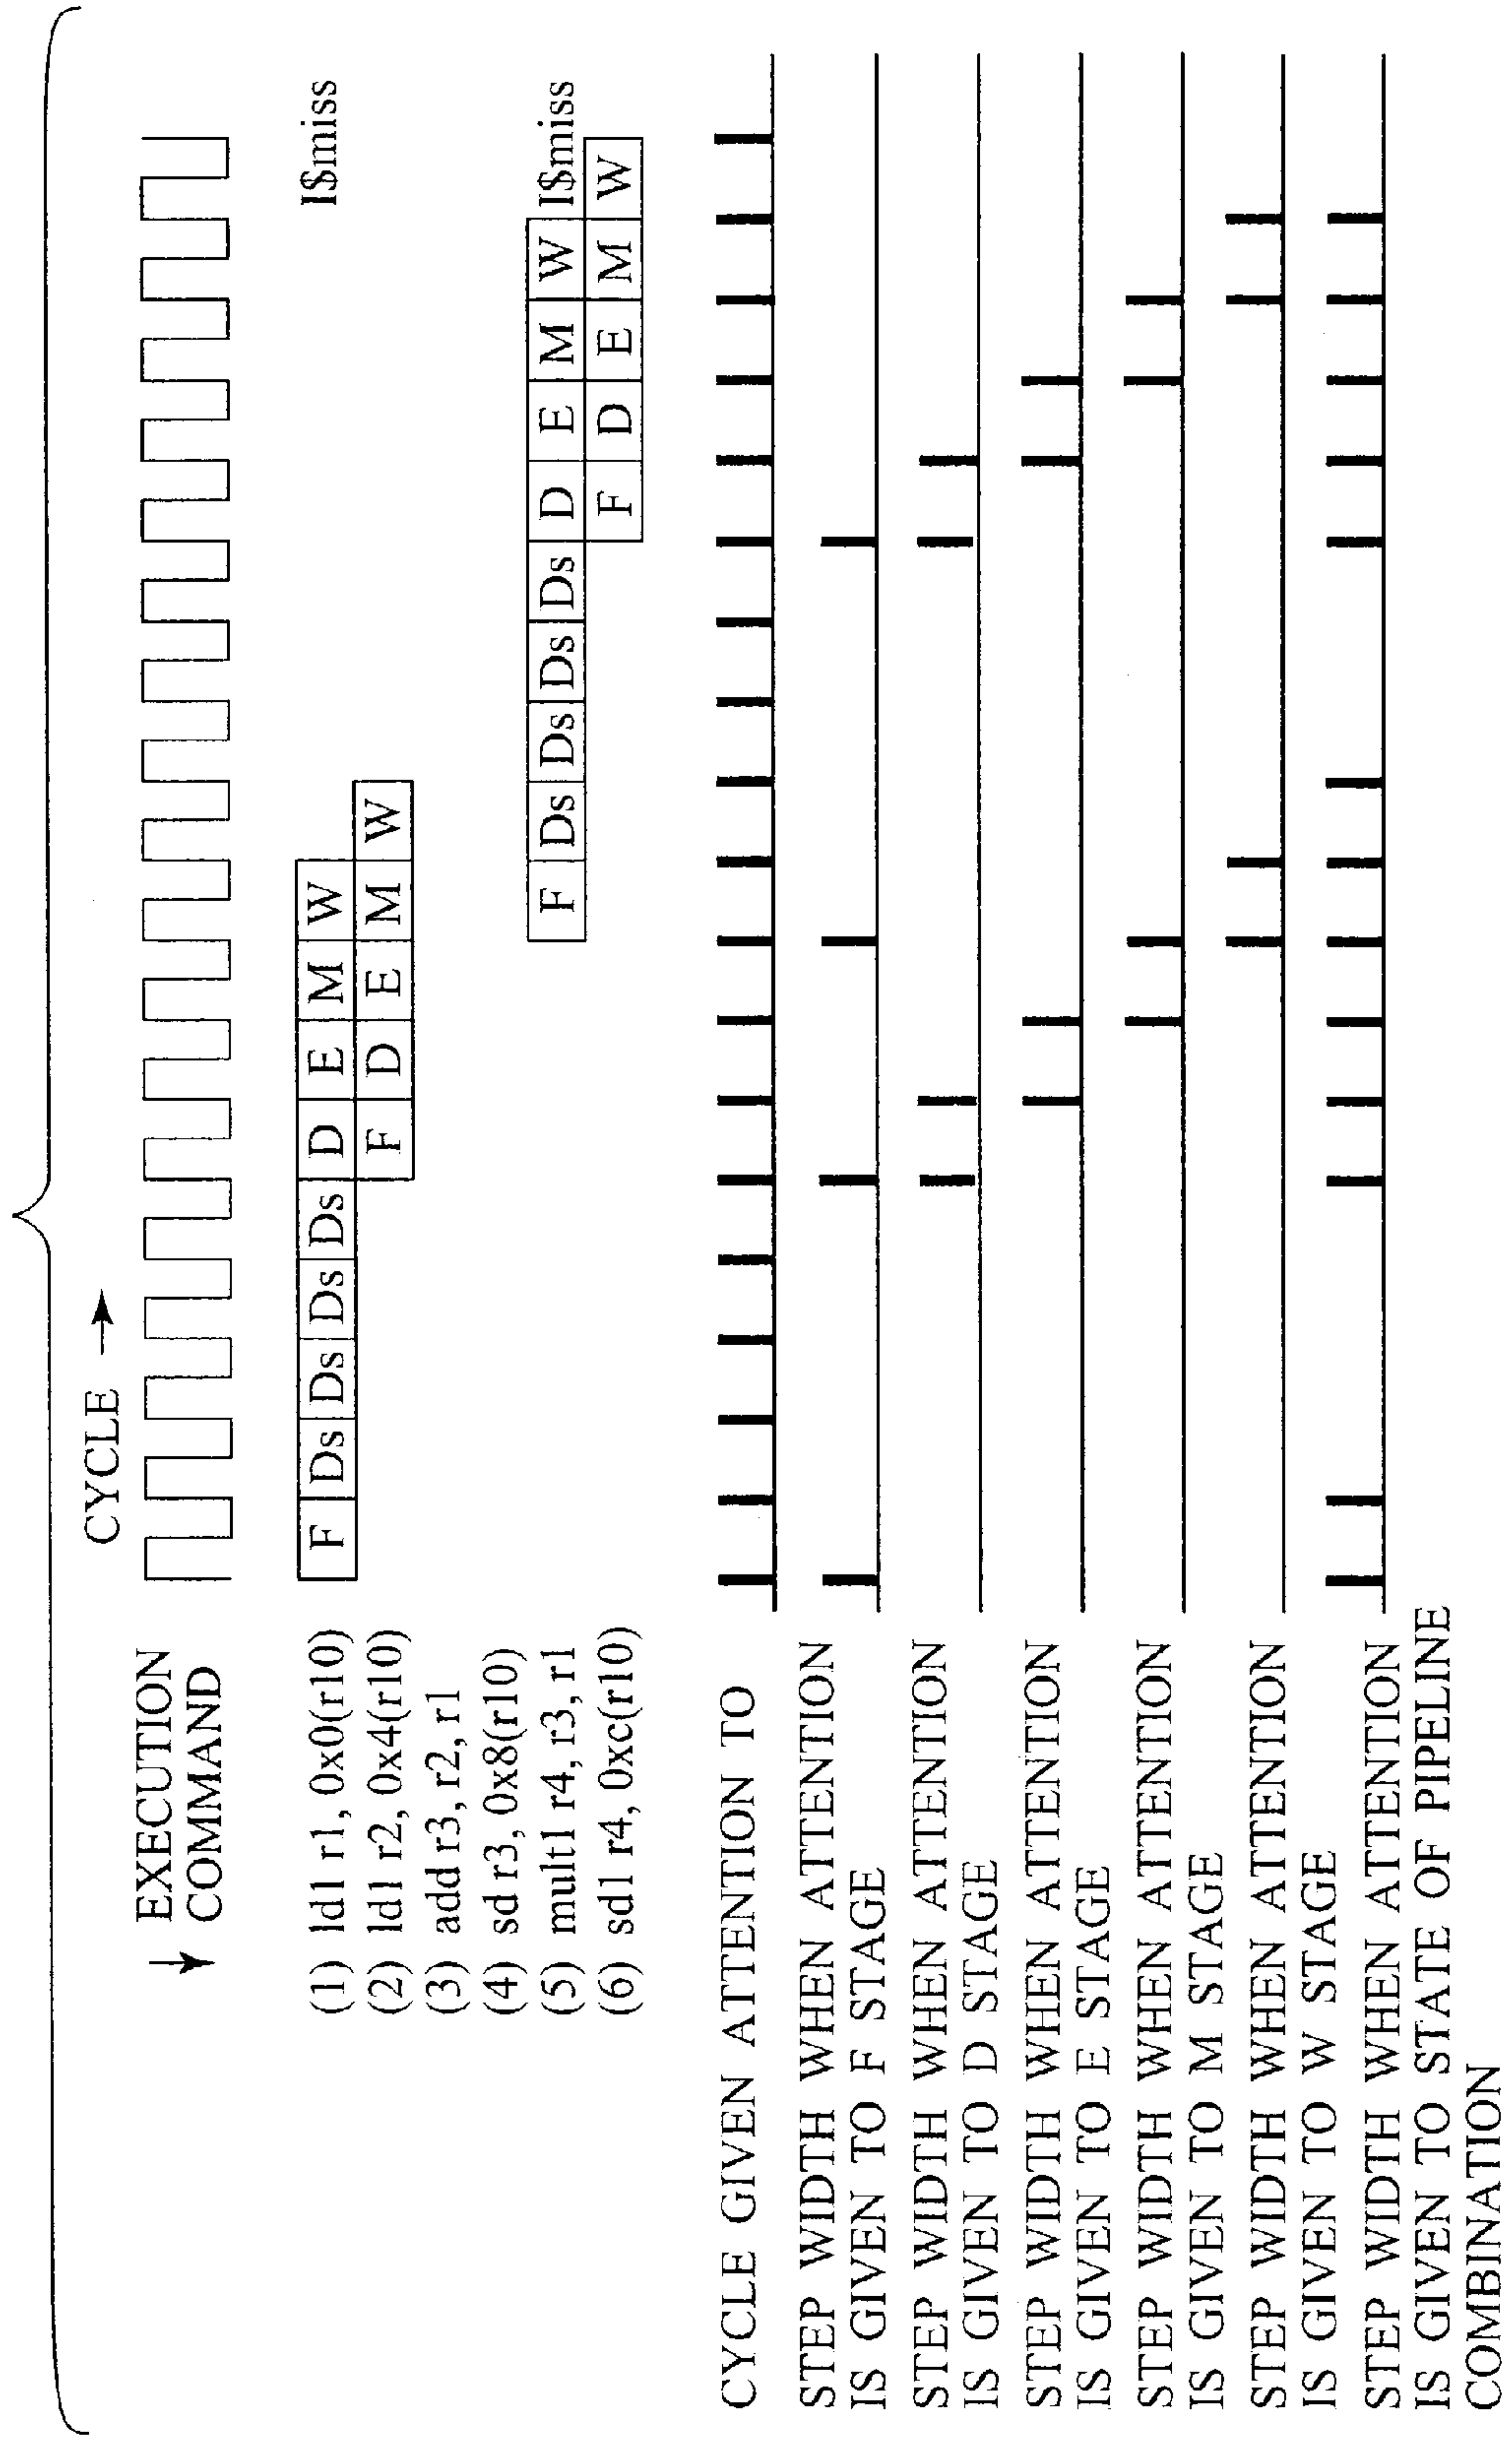 CYCLE →
↓ EXECUTION
COMMAND
(1) ld1 r1, 0x0(r10) F Ds Ds Ds Ds D E M W I$miss
(2) ld1 r2, 0x4(r10) F D E M W
(3) add r3, r2, r1
(4) sd r3, 0x8(r10)
(5) mult1 r4, r3, r1 F Ds Ds Ds Ds D E M W I$miss
(6) sd1 r4, 0xc(r10) F D E M W
CYCLE GIVEN ATTENTION TO
STEP WIDTH WHEN ATTENTION
IS GIVEN TO F STAGE
STEP WIDTH WHEN ATTENTION
IS GIVEN TO D STAGE
STEP WIDTH WHEN ATTENTION
IS GIVEN TO E STAGE
STEP WIDTH WHEN ATTENTION
IS GIVEN TO M STAGE
STEP WIDTH WHEN ATTENTION
IS GIVEN TO W STAGE
STEP WIDTH WHEN ATTENTION
IS GIVEN TO STATE OF PIPELINE
COMBINATION